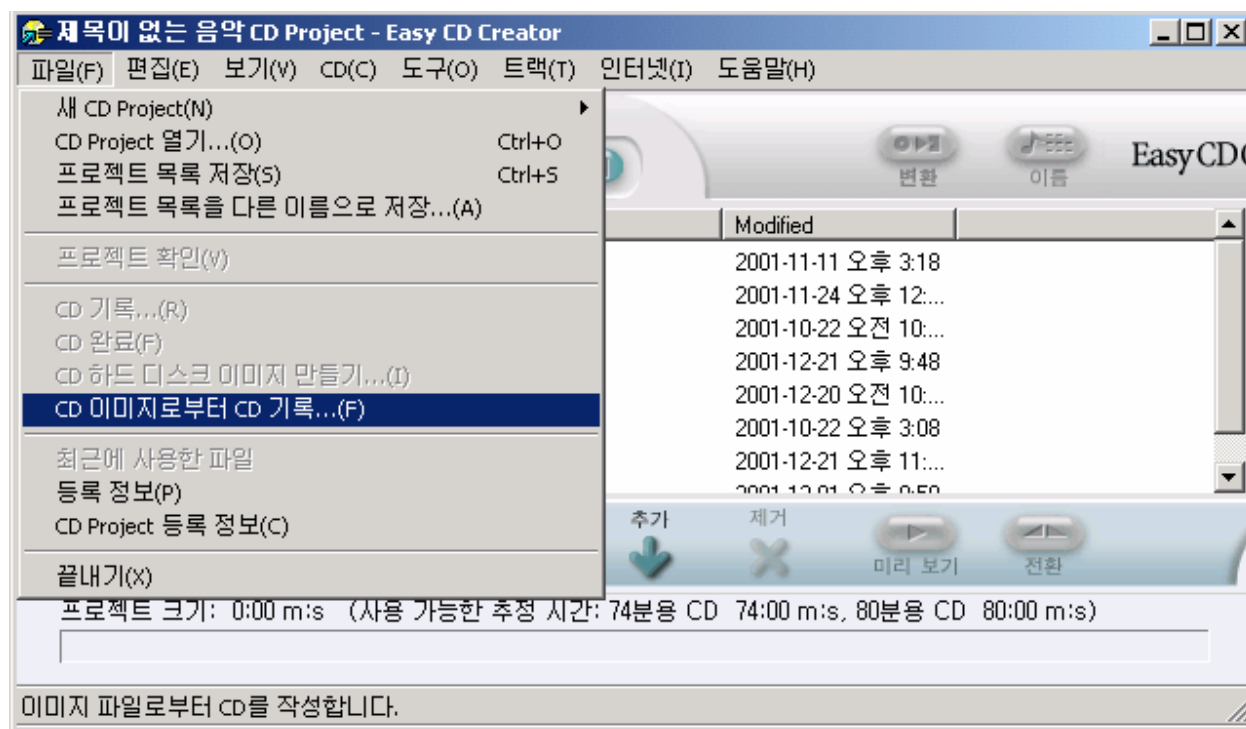 제목이 없는 음악 CD Project - Easy CD Creator
파일(F) 편집(E) 보기(V) CD(C) 도구(O) 트랙(T) 인터넷(I) 도움말(H)
새 CD Project(N)
CD Project 열기...(O) Ctrl+O
프로젝트 목록 저장(S) Ctrl+S
프로젝트 목록을 다른 이름으로 저장...(A)
프로젝트 확인(V)
CD 기록...(R)
CD 완료(F)
CD 하드 디스크 이미지 만들기...(I)
CD 이미지로부터 CD 기록...(F)
최근에 사용한 파일
등록 정보(P)
CD Project 등록 정보(C)
끝내기(X)
변환 이름 Easy CD
Modified
2001-11-11 오후 3:18
2001-11-24 오후 12:...
2001-10-22 오전 10:...
2001-12-21 오후 9:48
2001-12-20 오전 10:...
2001-10-22 오후 3:08
2001-12-21 오후 11:...
추가 제거 미리 보기 전환
프로젝트 크기: 0:00 m:s (사용 가능한 추정 시간: 74분용 CD 74:00 m:s, 80분용 CD 80:00 m:s)
이미지 파일로부터 CD를 작성합니다.